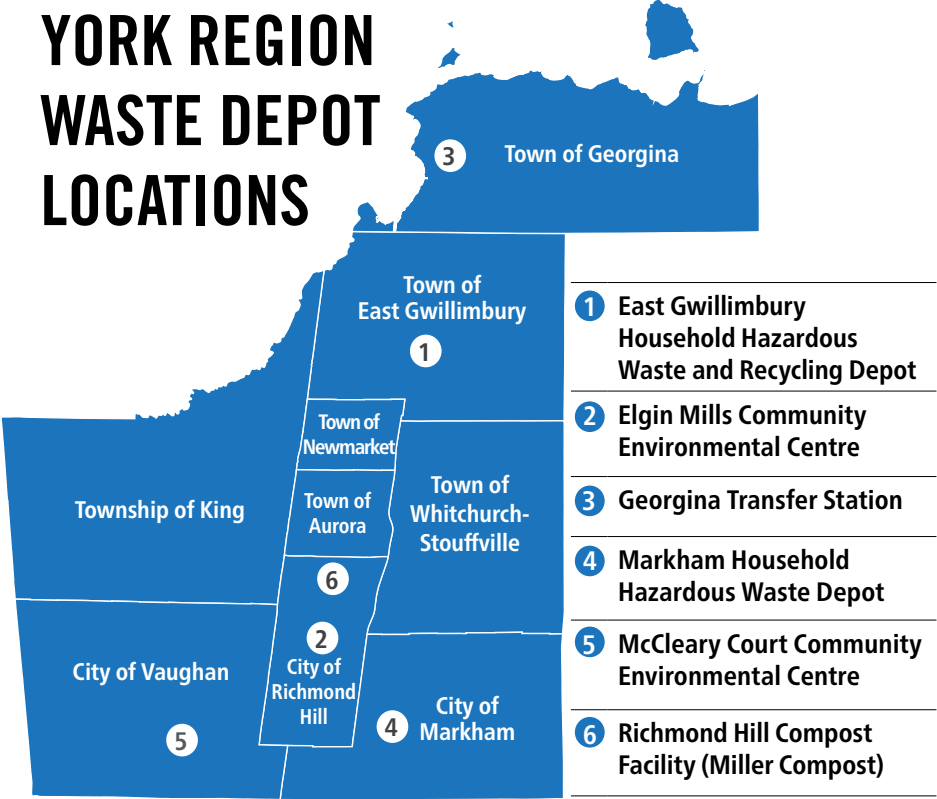 YORK REGION
WASTE DEPOT
LOCATIONS
3
Town of Georgina
Town of
East Gwillimbury
1
Town of
Newmarket
Township of King
Town of
Aurora
Town of
Whitchurch-
Stouffville
6
2
City of
Richmond
Hill
City of Vaughan
5
4
City of
Markham
1 East Gwillimbury
Household Hazardous
Waste and Recycling Depot
2 Elgin Mills Community
Environmental Centre
3 Georgina Transfer Station
4 Markham Household
Hazardous Waste Depot
5 McCleary Court Community
Environmental Centre
6 Richmond Hill Compost
Facility (Miller Compost)